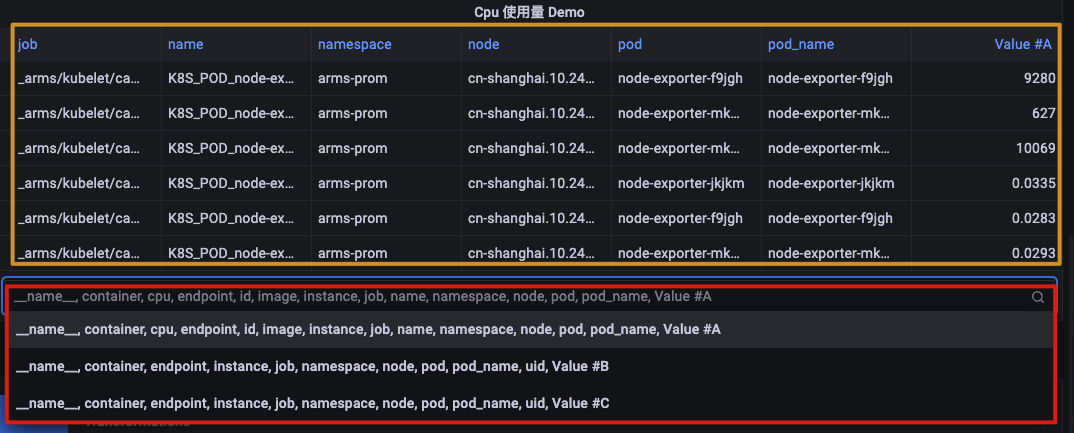 Cpu 使用量 Demo
job name namespace node pod pod_name Value #A
_arms/kubelet/ca... K8S_POD_node-ex... arms-prom cn-shanghai.10.24... node-exporter-f9jgh node-exporter-f9jgh 9280
_arms/kubelet/ca... K8S_POD_node-ex... arms-prom cn-shanghai.10.24... node-exporter-mk... node-exporter-mk... 627
_arms/kubelet/ca... K8S_POD_node-ex... arms-prom cn-shanghai.10.24... node-exporter-mk... node-exporter-mk... 10069
_arms/kubelet/ca... K8S_POD_node-ex... arms-prom cn-shanghai.10.24... node-exporter-jkjkm node-exporter-jkjkm 0.0335
_arms/kubelet/ca... K8S_POD_node-ex... arms-prom cn-shanghai.10.24... node-exporter-f9jgh node-exporter-f9jgh 0.0283
_arms/kubelet/ca... K8S_POD_node-ex... arms-prom cn-shanghai.10.24... node-exporter-mk... node-exporter-mk... 0.0293
__name__, container, cpu, endpoint, id, image, instance, job, name, namespace, node, pod, pod_name, Value #A
__name__, container, cpu, endpoint, id, image, instance, job, name, namespace, node, pod, pod_name, Value #A
__name__, container, endpoint, instance, job, namespace, node, pod, pod_name, uid, Value #B
__name__, container, endpoint, instance, job, namespace, node, pod, pod_name, uid, Value #C